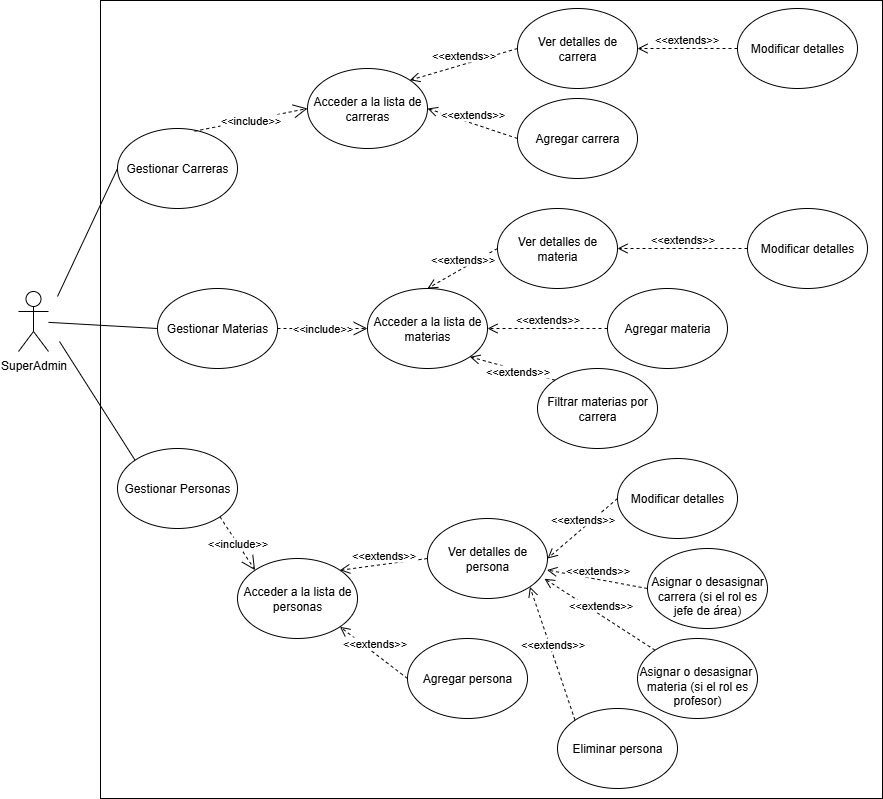 Ver detalles de
carrera
<<extends>>
<<extends>>
Modificar detalles
Acceder a la lista de
carreras
<<include>>
<<extends>>
Agregar carrera
Gestionar Carreras
Ver detalles de
materia
<<extends>>
Modificar detalles
<<extends>>
SuperAdmin
Gestionar Materias
<<include>>
Acceder a la lista de
materias
<<extends>>
Agregar materia
<<extends>>
Filtrar materias por
carrera
Gestionar Personas
<<include>>
Acceder a la lista de
personas
<<extends>>
Ver detalles de
persona
<<extends>>
Modificar detalles
<<extends>>
Asignar o desasignar
carrera (si el rol es
jefe de área)
<<extends>>
Asignar o desasignar
materia (si el rol es
profesor)
<<extends>>
Agregar persona
<<extends>>
Eliminar persona